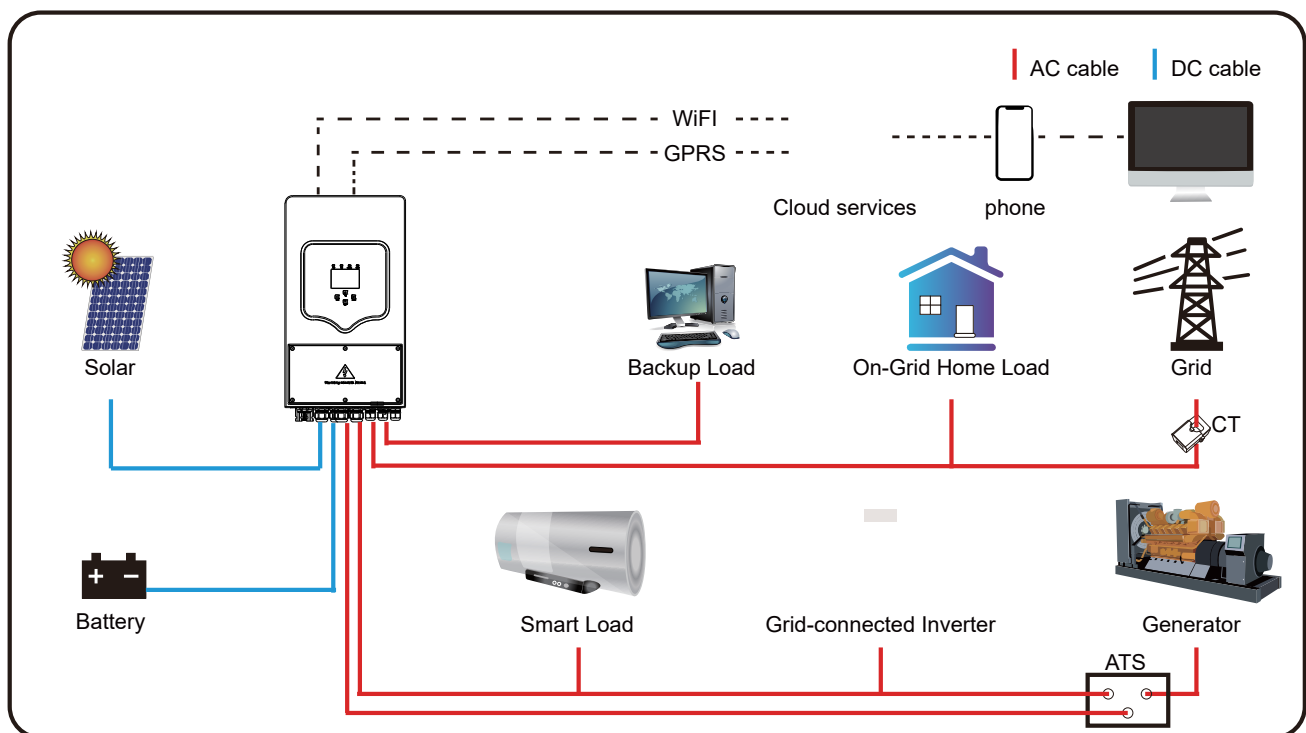 AC cable
DC cable
WiFI
GPRS
Cloud services
phone
Solar
Backup Load
On-Grid Home Load
Grid
CT
Battery
Smart Load
Grid-connected Inverter
Generator
ATS